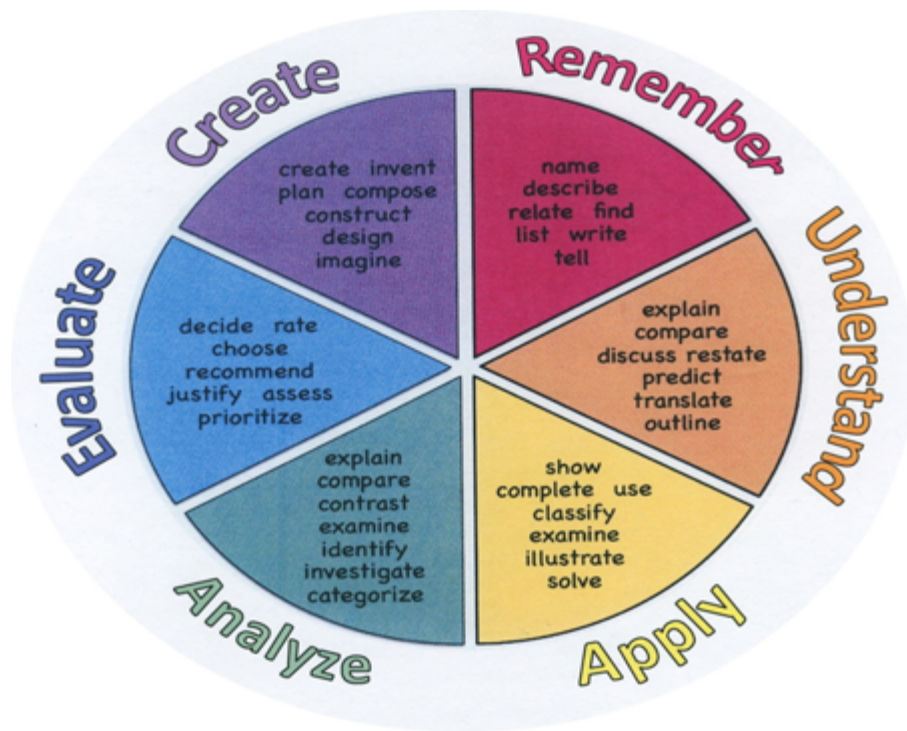 Remember
name
describe
relate find
list write
tell
Understand
explain
compare
discuss restate
predict
translate
outline
Apply
show
complete use
classify
examine
illustrate
solve
Analyze
explain
compare
contrast
examine
identify
investigate
categorize
Evaluate
decide rate
choose
recommend
justify assess
prioritize
Create
create invent
plan compose
construct
design
imagine